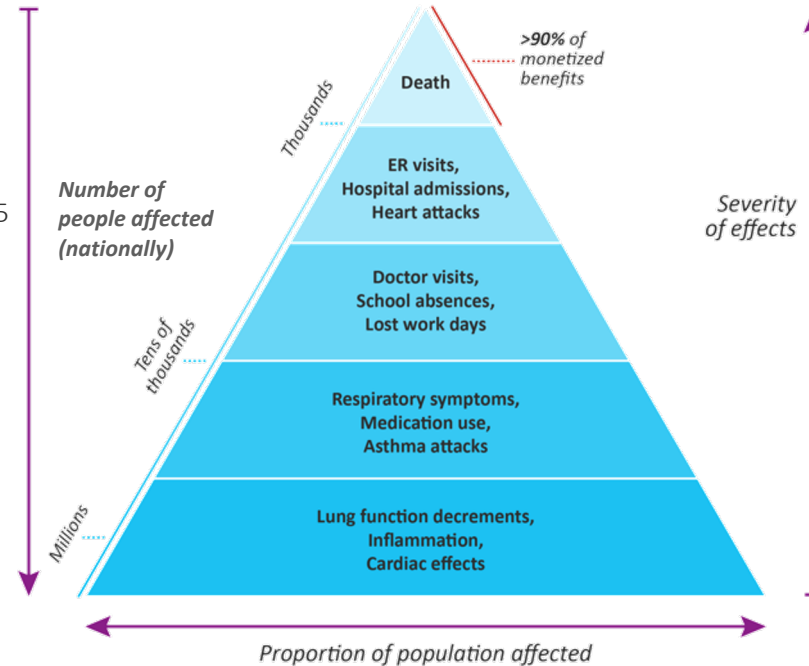 >90% of
monetized
benefits
Death
Thousands
ER visits,
Hospital admissions,
Heart attacks
5
Number of
people affected
(nationally)
Severity
of effects
Doctor visits,
School absences,
Lost work days
Tens of
thousands
Respiratory symptoms,
Medication use,
Asthma attacks
Millions
Lung function decrements,
Inflammation,
Cardiac effects
Proportion of population affected